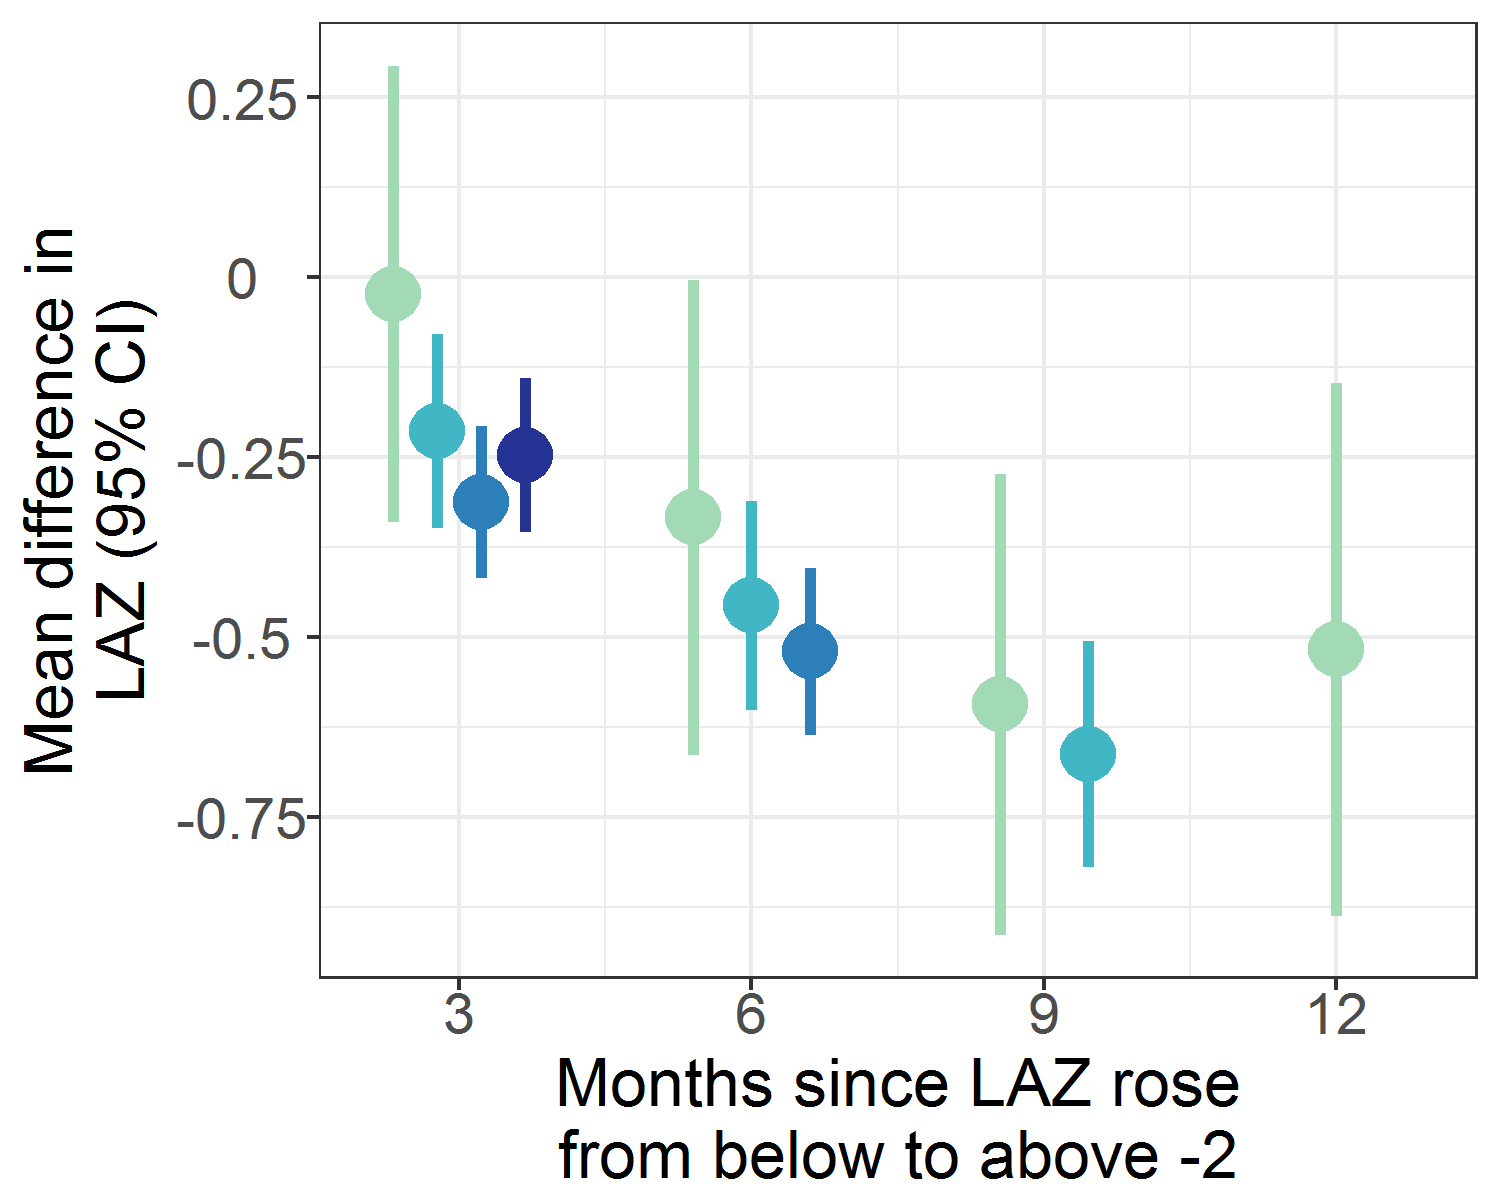 Mean difference in
LAZ (95% CI)
0.25
0
-0.25
-0.5
-0.75
3 6 9 12
Months since LAZ rose
from below to above -2